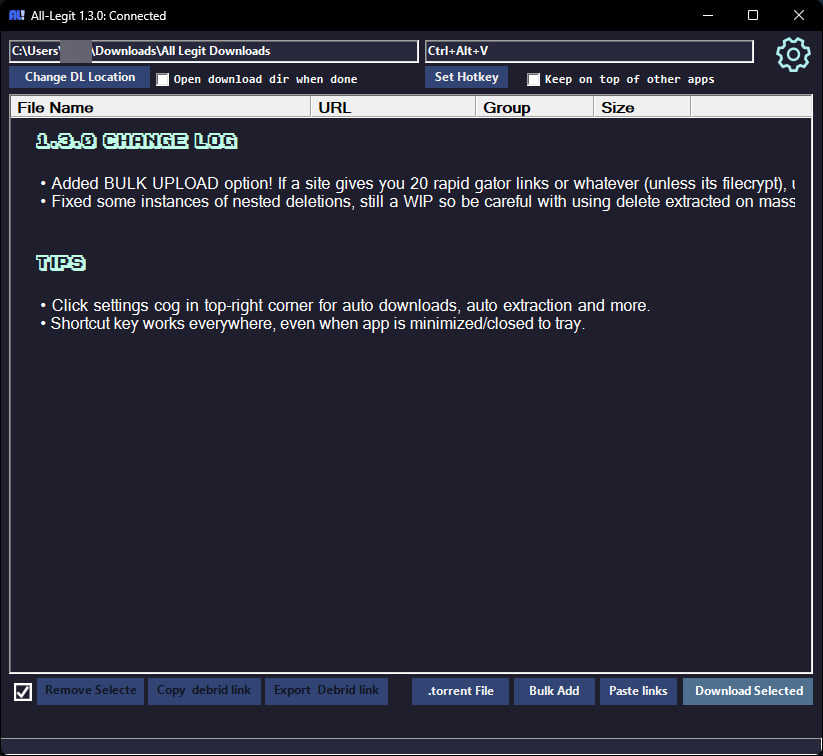 AL! All-Legit 1.3.0: Connected
C:\Users\ \Downloads\All Legit Downloads
Ctrl+Alt+V
Change DL Location
Open download dir when done
Set Hotkey
Keep on top of other apps
File Name URL Group Size
1.3.0 CHANGE LOG
• Added BULK UPLOAD option! If a site gives you 20 rapid gator links or whatever (unless its filecrypt),
• Fixed some instances of nested deletions, still a WIP so be careful with using delete extracted on mass
TIPS
• Click settings cog in top-right corner for auto downloads, auto extraction and more.
• Shortcut key works everywhere, even when app is minimized/closed to tray.
Remove Selecte
Copy debrid link
Export Debrid link
.torrent File
Bulk Add
Paste links
Download Selected